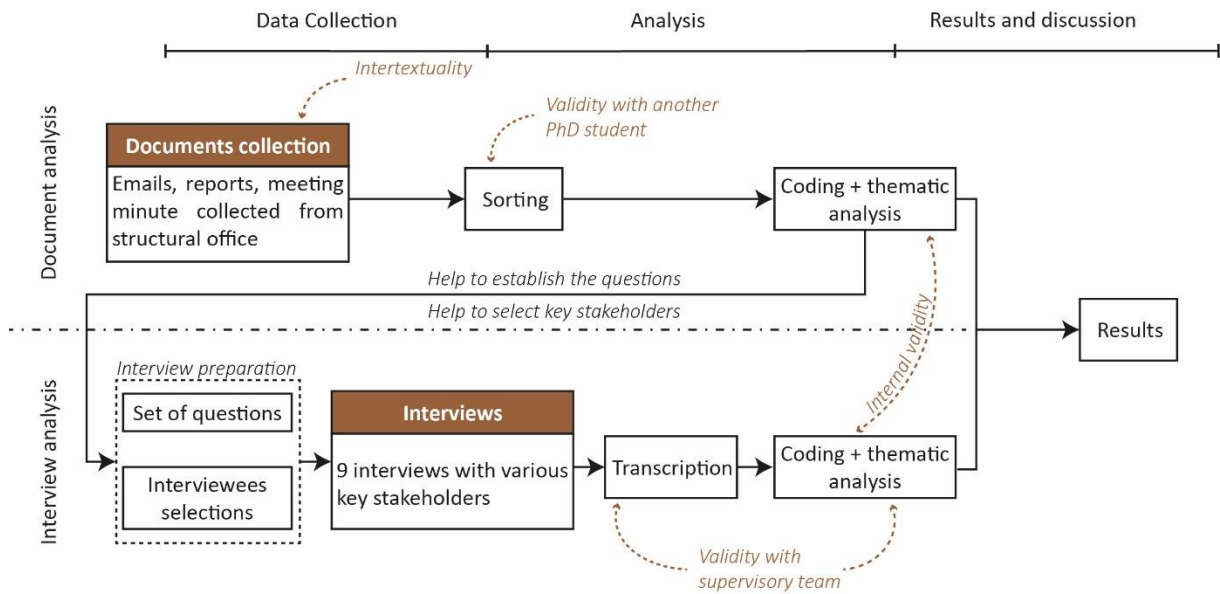 Data Collection
Analysis
Results and discussion
Document analysis
Intertextuality
Validity with another
PhD student
Documents collection
Emails, reports, meeting
minute collected from
structural office
Sorting
Coding + thematic
analysis
Help to establish the questions
Help to select key stakeholders
Internal validity
Results
Interview analysis
Interview preparation
Set of questions
Interviewees
selections
Interviews
9 interviews with various
key stakeholders
Transcription
Coding + thematic
analysis
Validity with
supervisory team